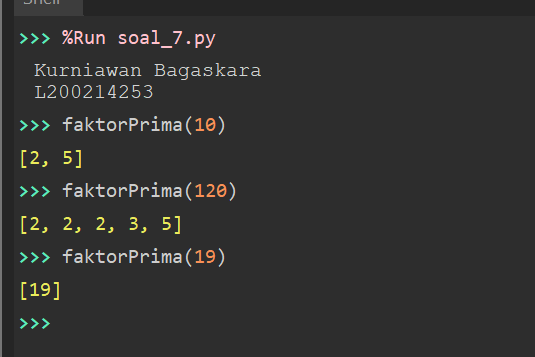 Shell
>>> %Run soal_7.py
Kurniawan Bagaskara
L200214253
>>> faktorPrima(10)
[2, 5]
>>> faktorPrima(120)
[2, 2, 2, 3, 5]
>>> faktorPrima(19)
[19]
>>>